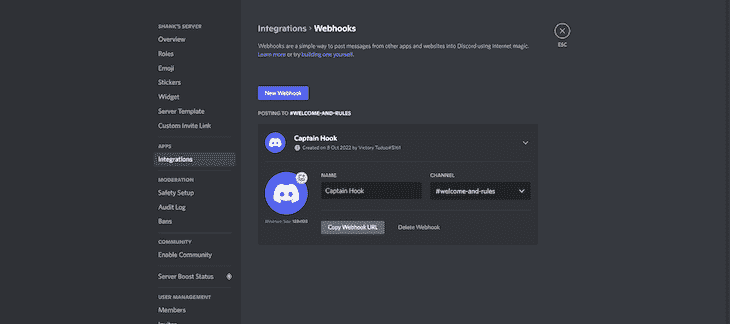 SHANK'S SERVER
Overview
Roles
Emoji
Stickers
Widget
Server Template
Custom Invite Link
APPS
Integrations
MODERATION
Safety Setup
Audit Log
Bans
COMMUNITY
Enable Community
Server Boost Status
USER MANAGEMENT
Members
Integrations › Webhooks
Webhooks are a simple way to post messages from other apps and websites into Discord using internet magic.
Learn more or try building one yourself.
New Webhook
POSTING TO #WELCOME-AND-RULES
Captain Hook
Created on 8 Oct 2022 by Victory
NAME
CHANNEL
Captain Hook
#welcome-and-rules
Minimum Size:
Copy Webhook URL
Delete Webhook
ESC